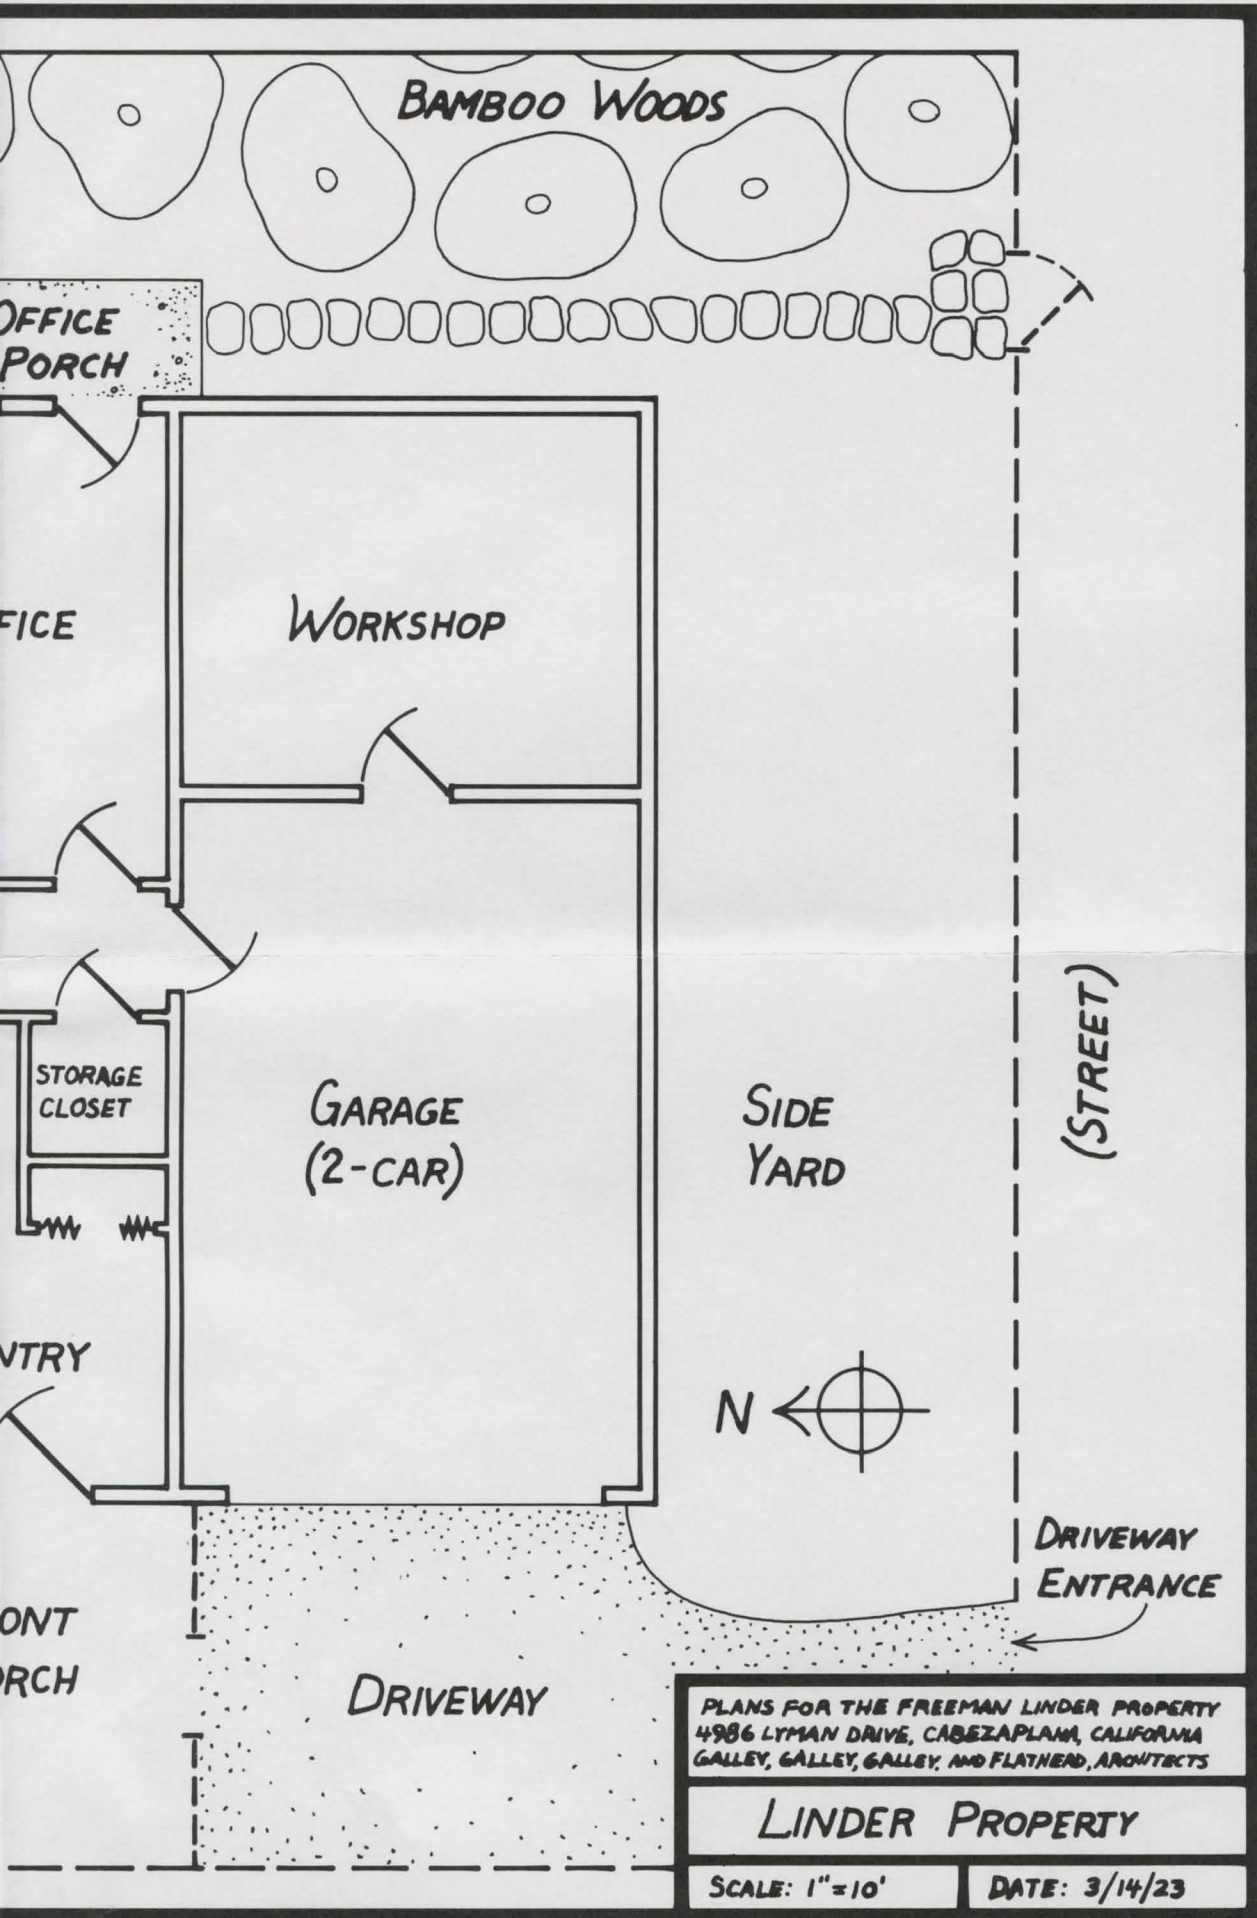 BAMBOO WOODS
OFFICE
PORCH
FICE
WORKSHOP
STORAGE
CLOSET
GARAGE
(2-CAR)
SIDE
YARD
(STREET)
NTRY
N
DRIVEWAY
ENTRANCE
ONT
RCH
DRIVEWAY
PLANS FOR THE FREEMAN LINDER PROPERTY
4986 LYMAN DRIVE, CABEZAPLANA, CALIFORNIA
GALLEY, GALLEY, GALLEY, AND FLATHEAD, ARCHITECTS
LINDER PROPERTY
SCALE: 1"=10'
DATE: 3/14/23